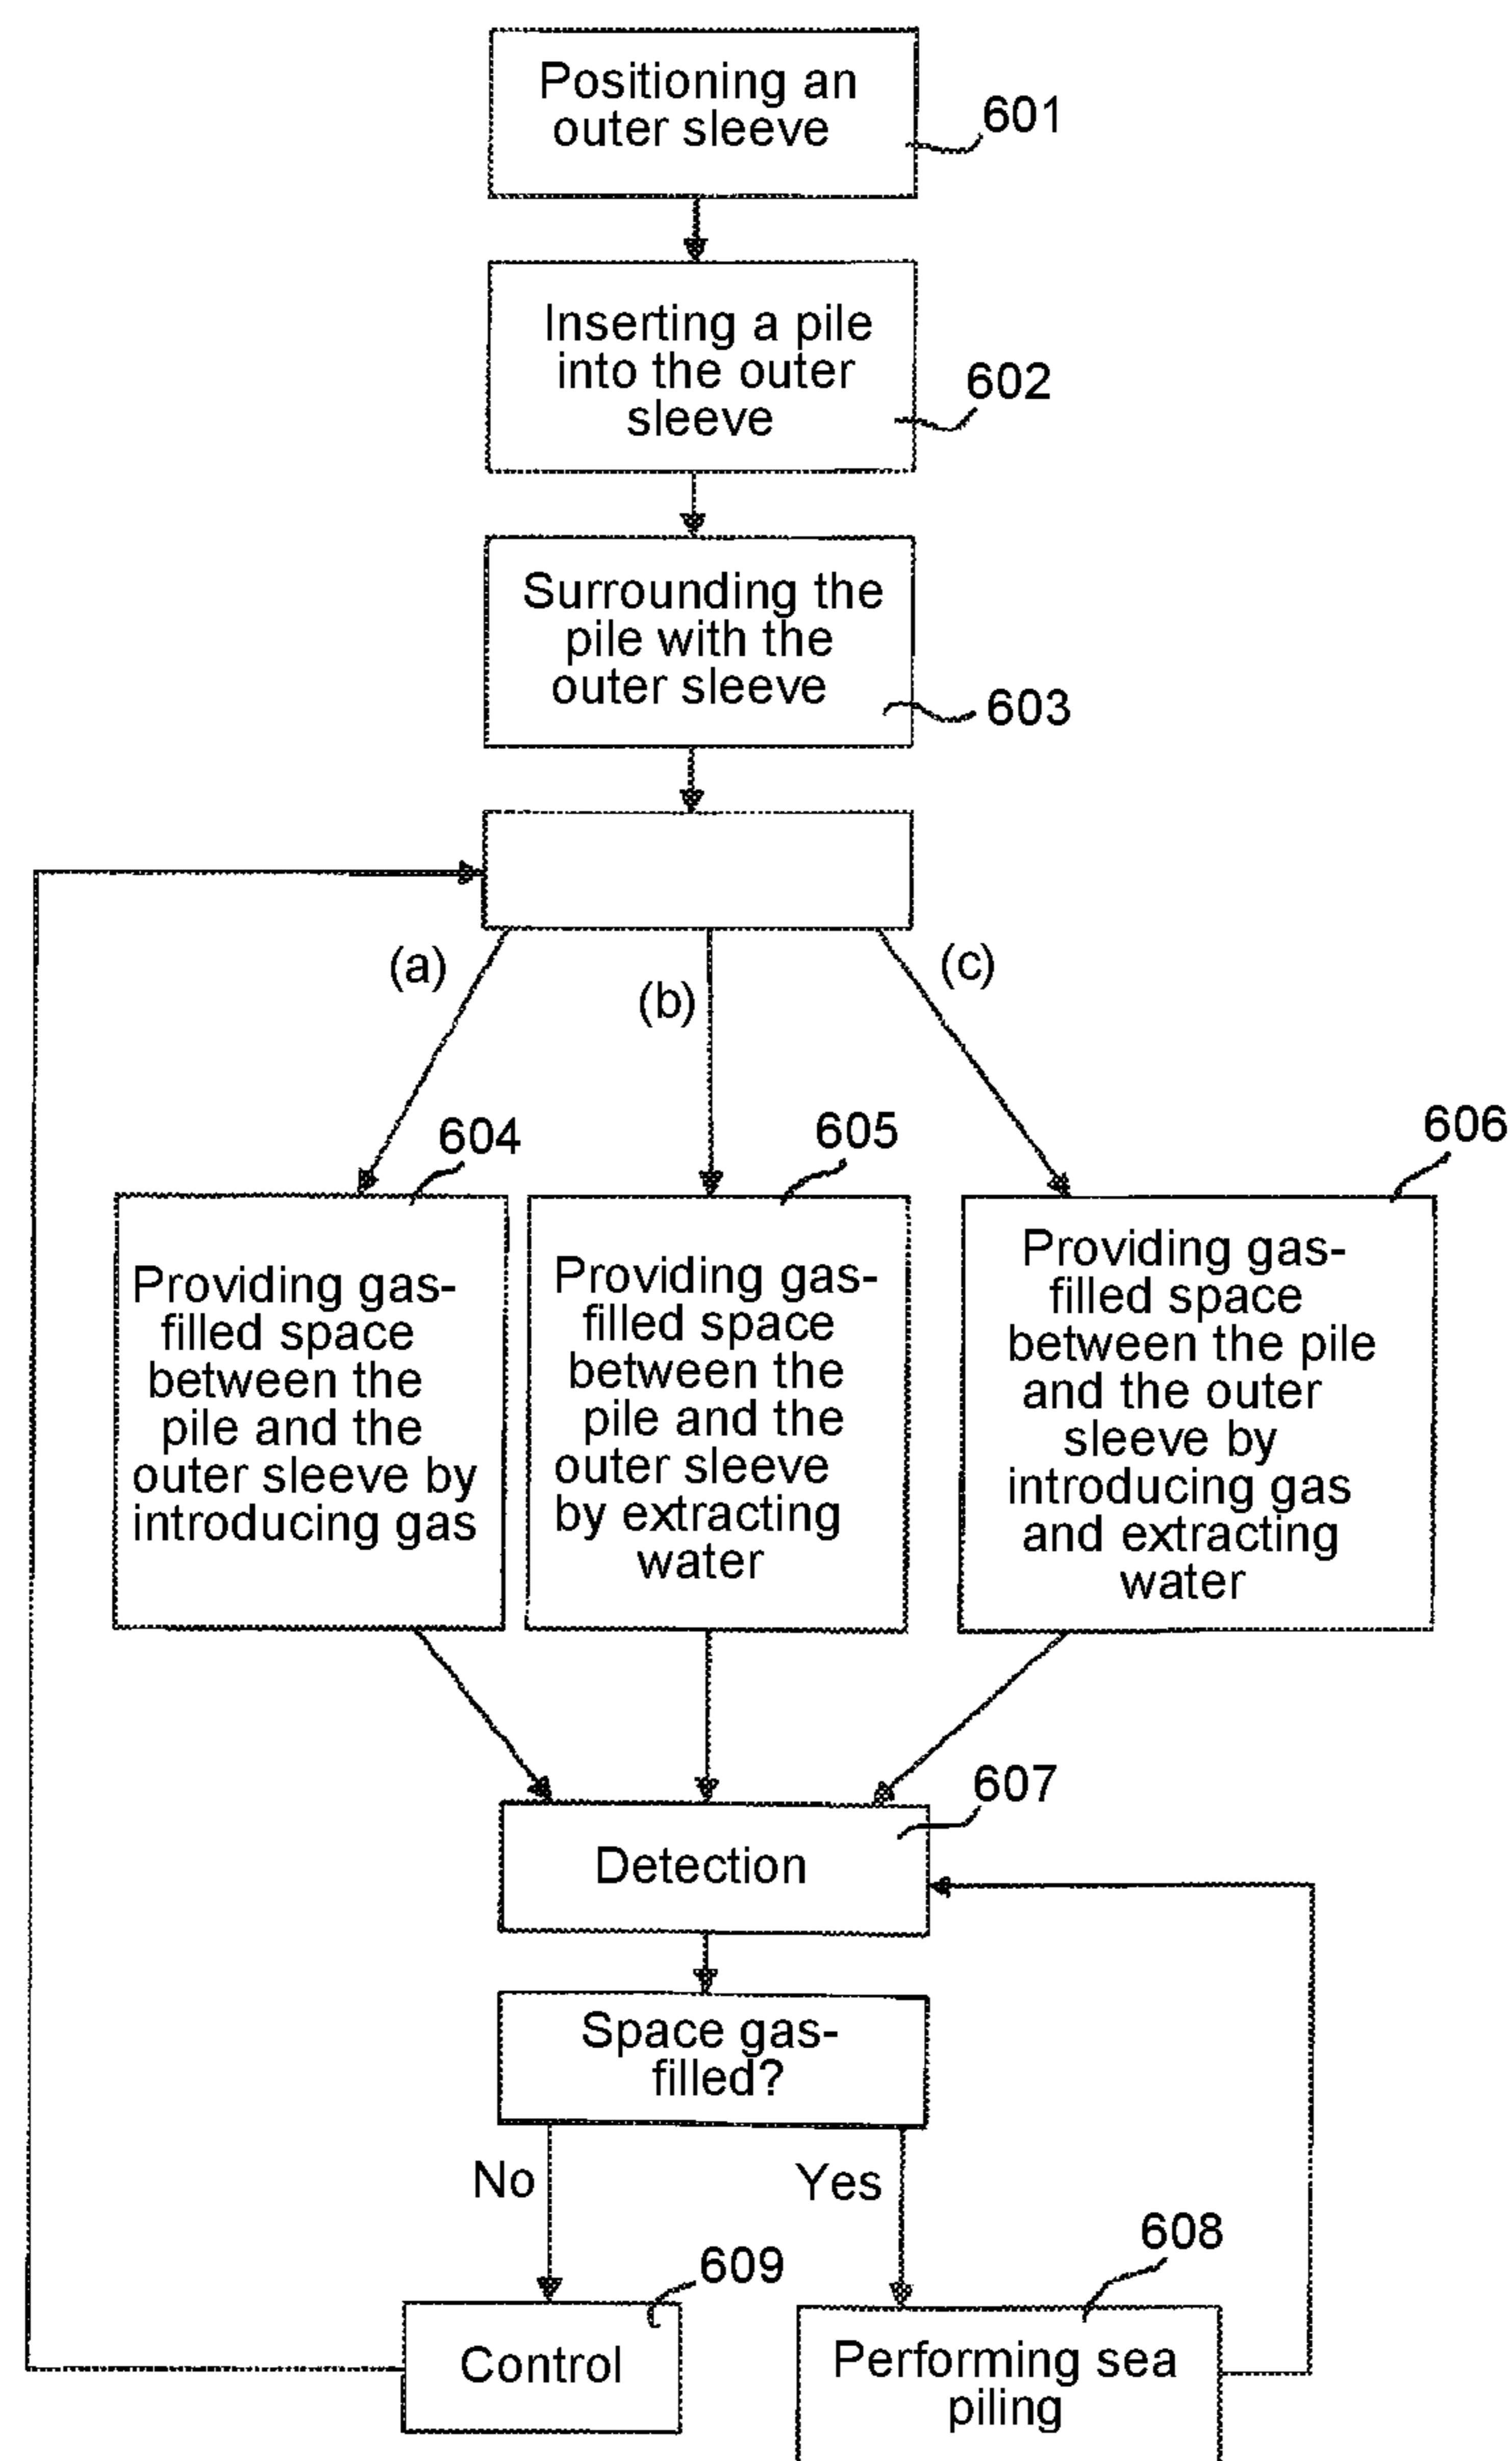 Positioning an
outer sleeve
601
Inserting a pile
into the outer
sleeve
602
Surrounding the
pile with the
outer sleeve
603
(a)
(b)
(c)
604
605
606
Providing gas-
filled space
between the
pile and the
outer sleeve by
introducing gas
Providing gas-
filled space
between the
pile and the
outer sleeve
by extracting
water
Providing gas-
filled space
between the pile
and the outer
sleeve by
introducing gas
and extracting
water
607
Detection
Space gas-
filled?
No
Yes
609
608
Control
Performing sea
piling